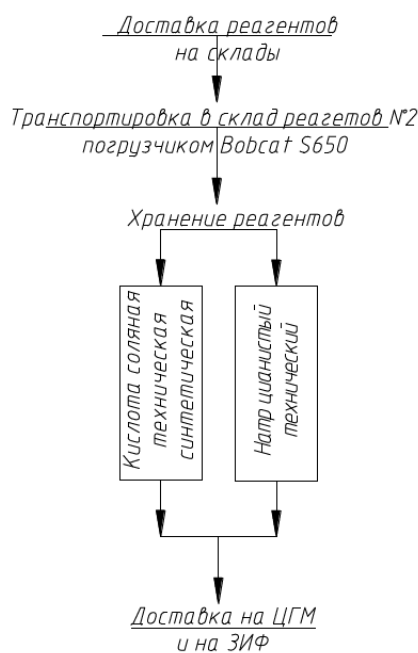 Доставка реагентов
на склады
Транспортировка в склад реагетов №2
погрузчиком Bobcat S650
Хранение реагентов
Кислота соляная
техническая
синтетическая
Натр цианистый
технический
Доставка на ЦГМ
и на ЗИФ